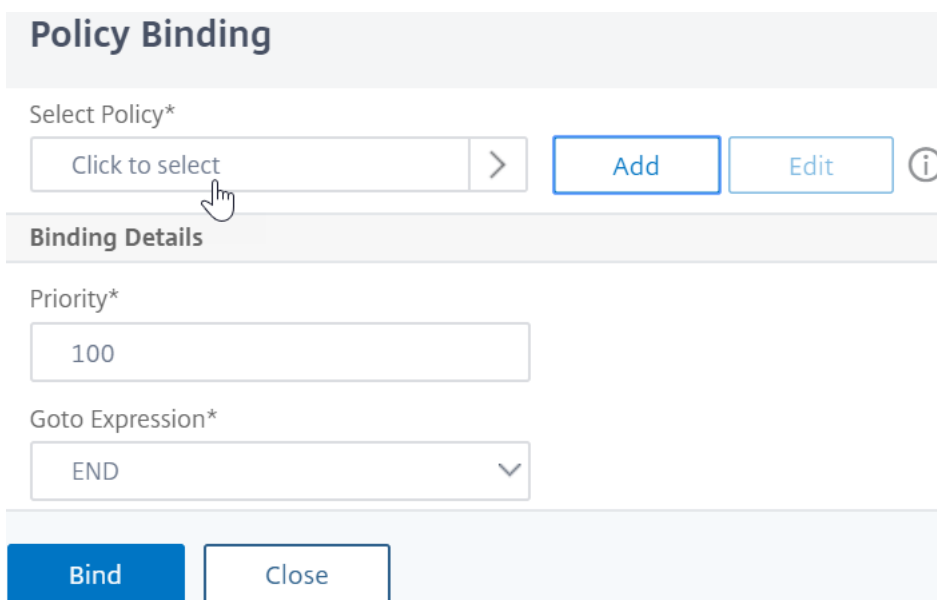 Policy Binding
Select Policy*
Click to select
Add
Edit
Binding Details
Priority*
100
Goto Expression*
END
Bind
Close